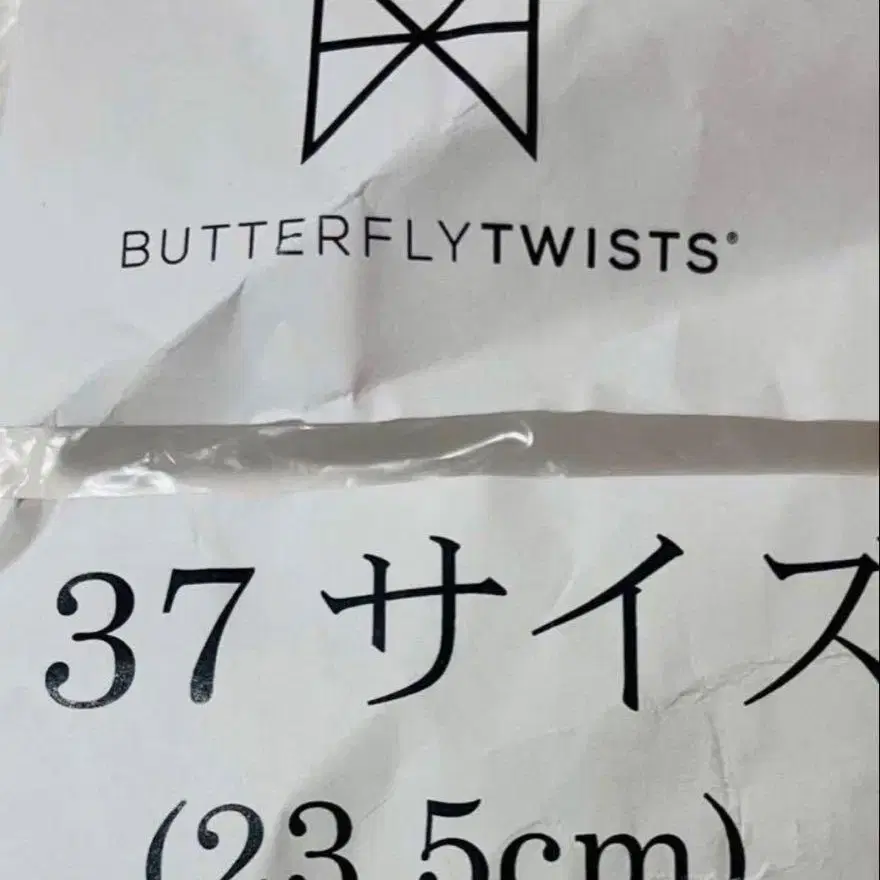 BUTTERFLYTWISTS®
37 サイズ
(23.5cm)